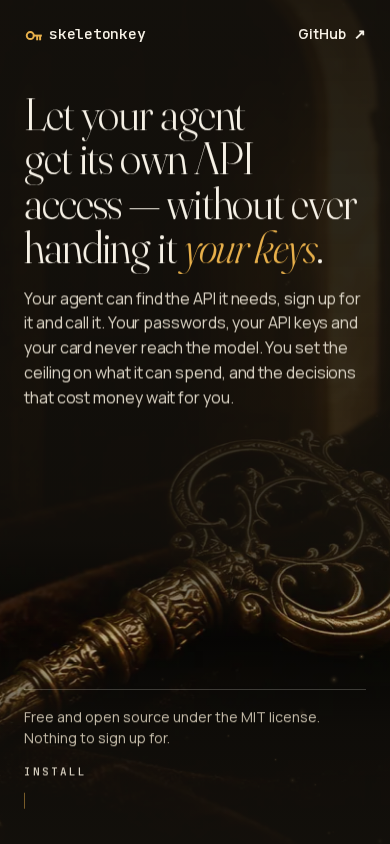 skeletonkey
GitHub ↗
Let your agent
get its own API
access — without ever
handing it your keys.
Your agent can find the API it needs, sign up for
it and call it. Your passwords, your API keys and
your card never reach the model. You set the
ceiling on what it can spend, and the decisions
that cost money wait for you.
Free and open source under the MIT license.
Nothing to sign up for.
INSTALL